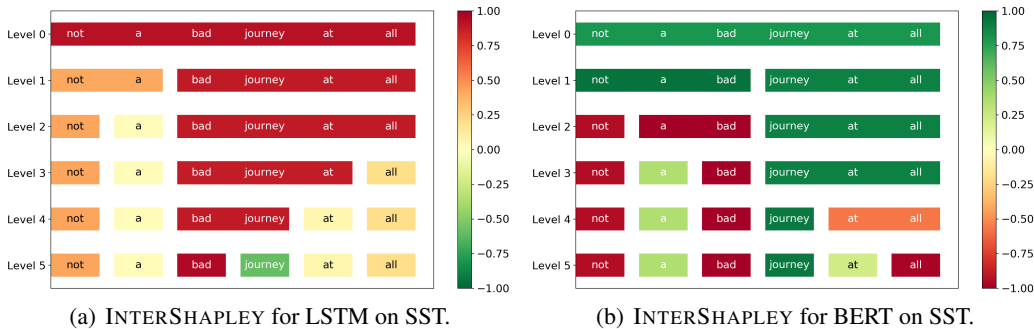 Level 0 not a bad journey at all
Level 1 not a bad journey at all
Level 2 not a bad journey at all
Level 3 not a bad journey at all
Level 4 not a bad journey at all
Level 5 not a bad journey at all
1.00
0.75
0.50
0.25
0.00
−0.25
−0.50
−0.75
−1.00
(a) INTERSHAPLEY for LSTM on SST.
Level 0 not a bad journey at all
Level 1 not a bad journey at all
Level 2 not a bad journey at all
Level 3 not a bad journey at all
Level 4 not a bad journey at all
Level 5 not a bad journey at all
1.00
0.75
0.50
0.25
0.00
−0.25
−0.50
−0.75
−1.00
(b) INTERSHAPLEY for BERT on SST.